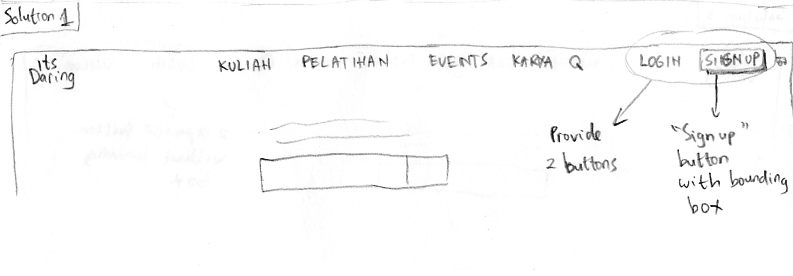 Solution 1
Its
Daring
KULIAH PELATIHAN EVENTS KARYA LOGIN SIGNUP
Provide
2 buttons
"Sign up"
button
with bounding
box